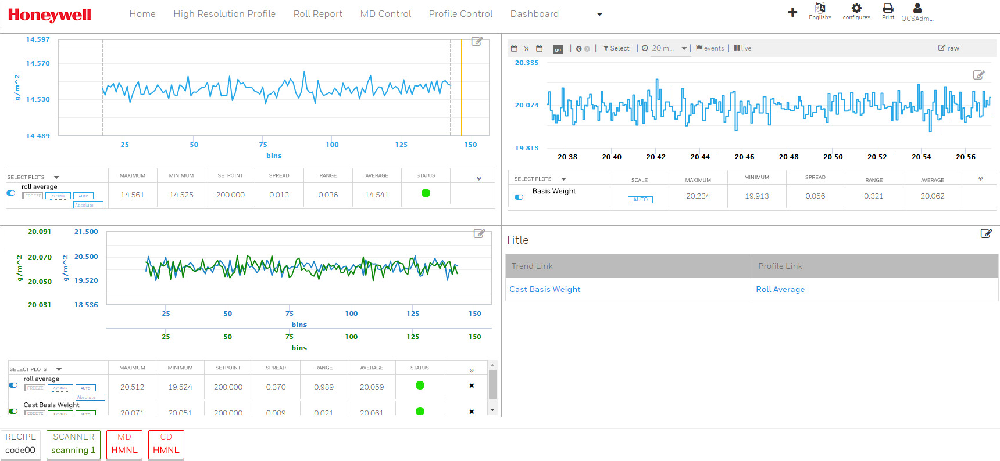 Honeywell
Home High Resolution Profile Roll Report MD Control Profile Control Dashboard
English configure Print QCSAdm...
14.597
14.570
14.530
14.489
g/m^2
25 50 75 100 125 150
bins
SELECT PLOTS MAXIMUM MINIMUM SETPOINT SPREAD RANGE AVERAGE STATUS
roll average
FREEZE xy-axis AUTO 14.561 14.525 200.000 0.013 0.036 14.541
Absolute
go Select 20 m... events live raw
20.335
20.074
19.813
20:38 20:40 20:42 20:44 20:46 20:48 20:50 20:52 20:54 20:56
SELECT PLOTS SCALE MAXIMUM MINIMUM SPREAD RANGE AVERAGE
Basis Weight AUTO 20.234 19.913 0.056 0.321 20.062
20.091 21.500
20.070 20.500
20.050 19.520
20.031 18.536
g/m^2 g/m^2
25 50 75 100 125 150
bins
25 50 75 100 125 150
bins
SELECT PLOTS MAXIMUM MINIMUM SETPOINT SPREAD RANGE AVERAGE STATUS
roll average
FREEZE xy-axis AUTO 20.512 19.524 200.000 0.370 0.989 20.059
Absolute
Cast Basis Weight
FREEZE xy-axis AUTO 20.071 20.051 200.000 0.009 0.021 20.061
Title
Trend Link Profile Link
Cast Basis Weight Roll Average
RECIPE SCANNER MD CD
code00 scanning 1 HMNL HMNL